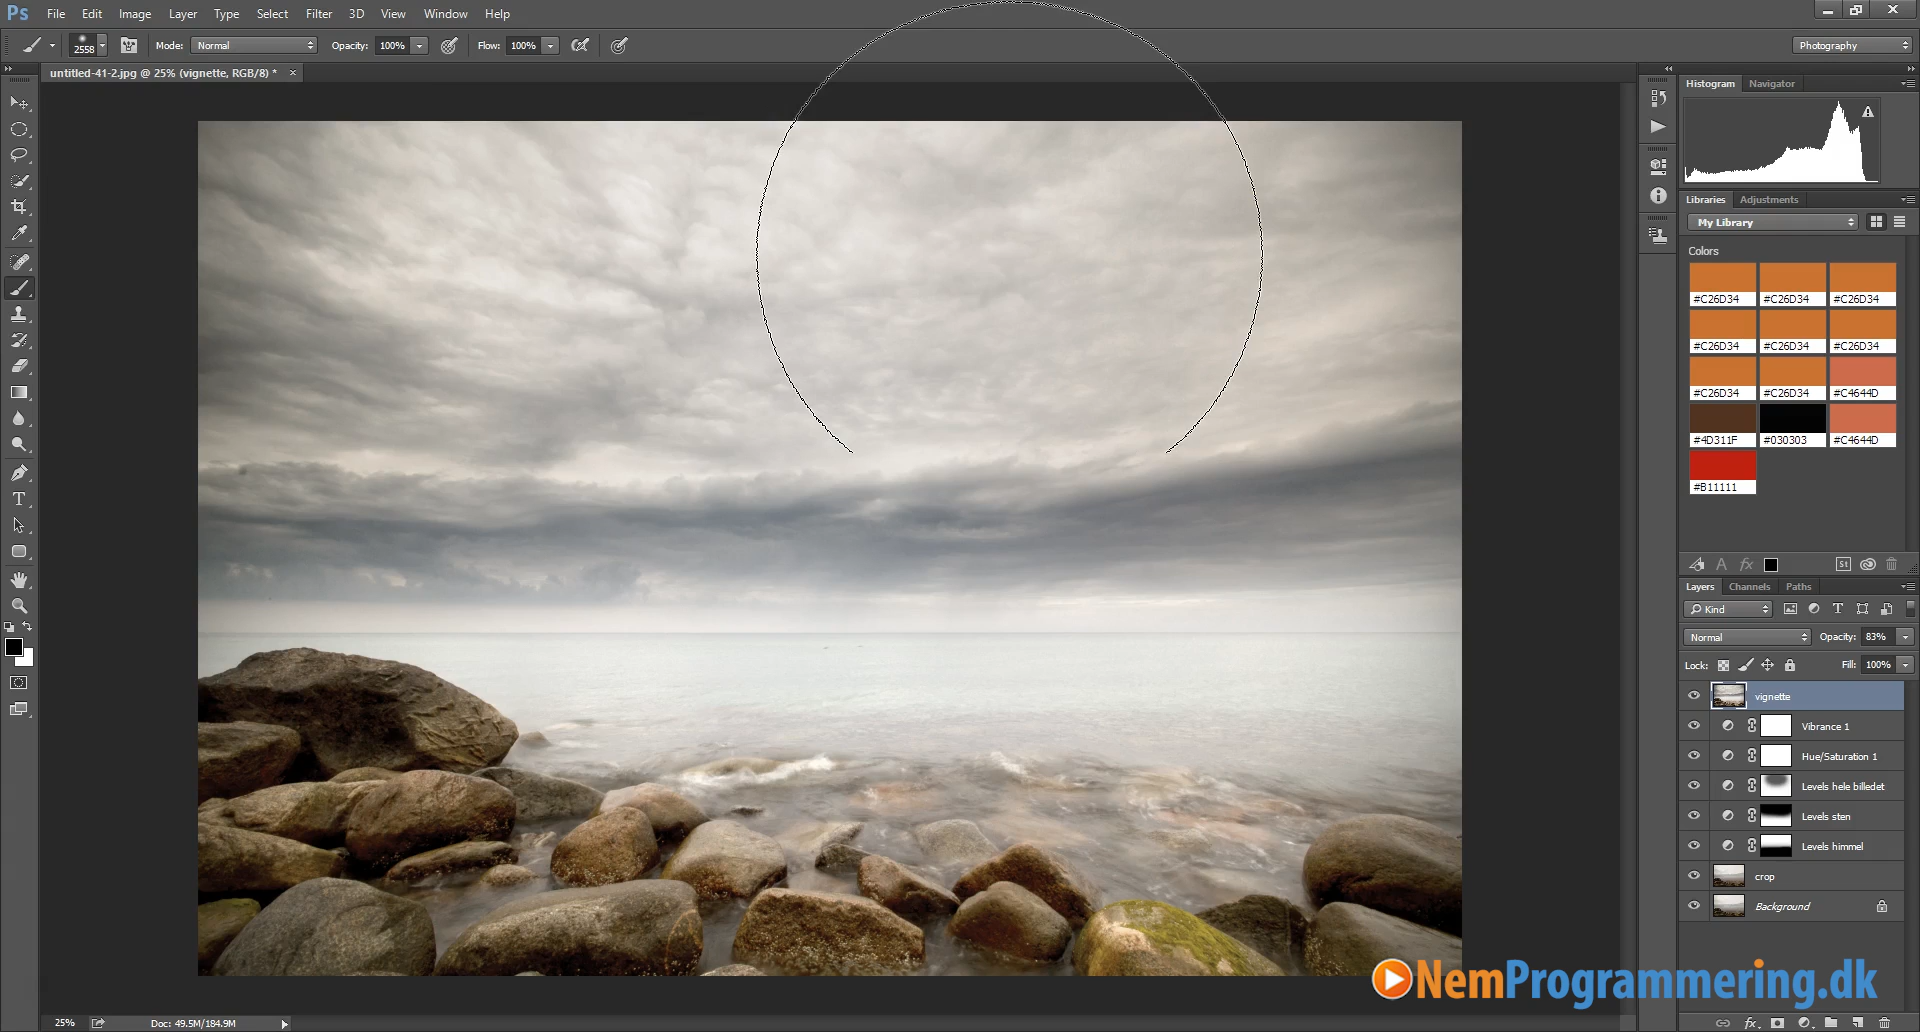 Ps File Edit Image Layer Type Select Filter 3D View Window Help
2558 Mode: Normal Opacity: 100% Flow: 100% Photography
untitled-41-2.jpg @ 25% (vignette, RGB/8) * ×
Histogram Navigator
Libraries Adjustments
My Library
Colors
#C26D34 #C26D34 #C26D34
#C26D34 #C26D34 #C26D34
#C26D34 #C26D34 #C4644D
#4D311F #030303 #C4644D
#B11111
A fx St
Layers Channels Paths
Kind T
Normal Opacity: 83%
Lock: Fill: 100%
vignette
Vibrance 1
Hue/Saturation 1
Levels hele billedet
Levels sten
Levels himmel
crop
Background
NemProgrammering.dk
25% Doc: 49.5M/184.9M fx